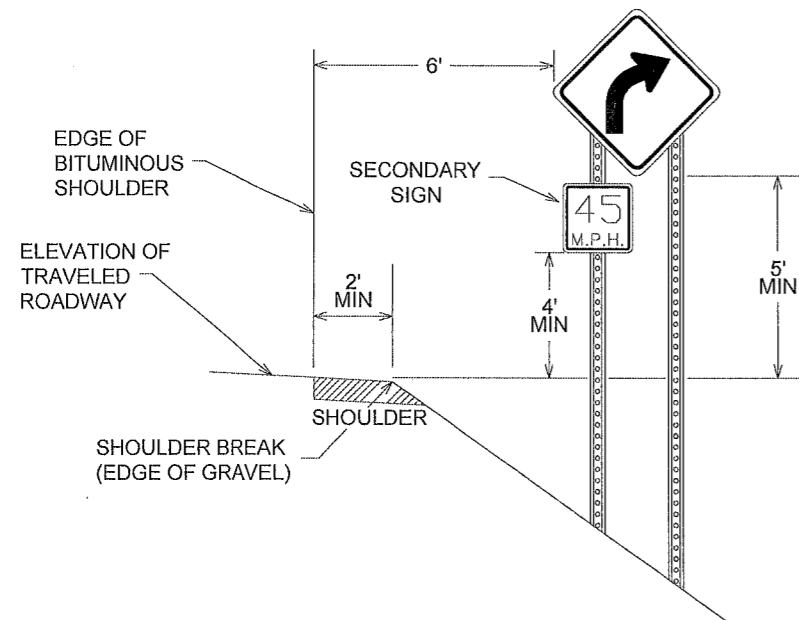 6'
EDGE OF
BITUMINOUS
SHOULDER
SECONDARY
SIGN
45
M.P.H.
ELEVATION OF
TRAVELED
ROADWAY
2'
MIN
4'
MIN
5'
MIN
SHOULDER
SHOULDER BREAK
(EDGE OF GRAVEL)